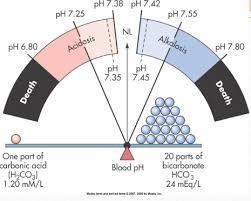 pH 7.38
pH 7.42
pH 7.25
NL
pH 7.55
Acidosis
Alkalosis
pH 6.80
pH 7.80
pH
7.35
pH
7.45
Death
Death
One part of
carbonic acid
(H₂CO₃)
1.20 mM/L
Blood pH
20 parts of
bicarbonate
HCO₃⁻
24 mEq/L